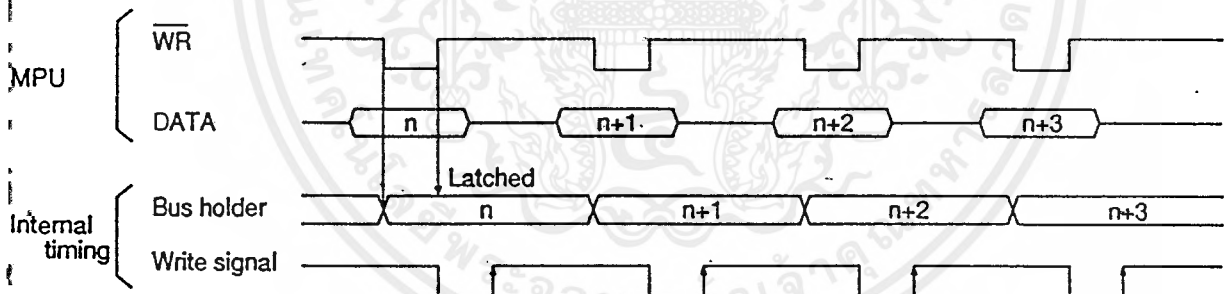 WR
MPU
DATA
n
n+1
n+2
n+3
Latched
Bus holder
n
n+1
n+2
n+3
Internal
timing
Write signal